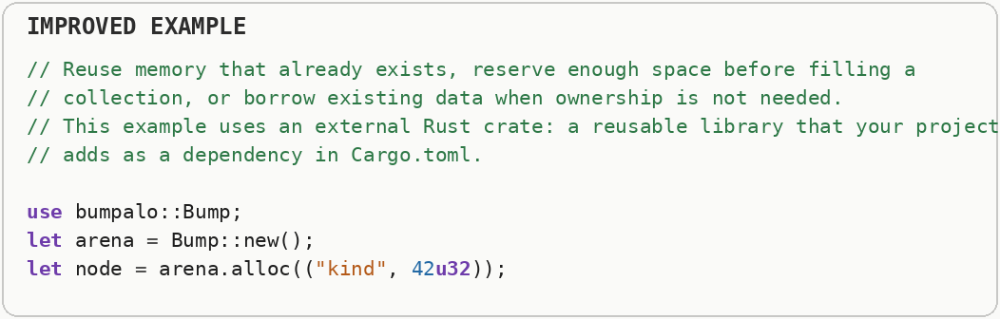 IMPROVED EXAMPLE
// Reuse memory that already exists, reserve enough space before filling a
// collection, or borrow existing data when ownership is not needed.
// This example uses an external Rust crate: a reusable library that your project
// adds as a dependency in Cargo.toml.
use bumpalo::Bump;
let arena = Bump::new();
let node = arena.alloc(("kind", 42u32));